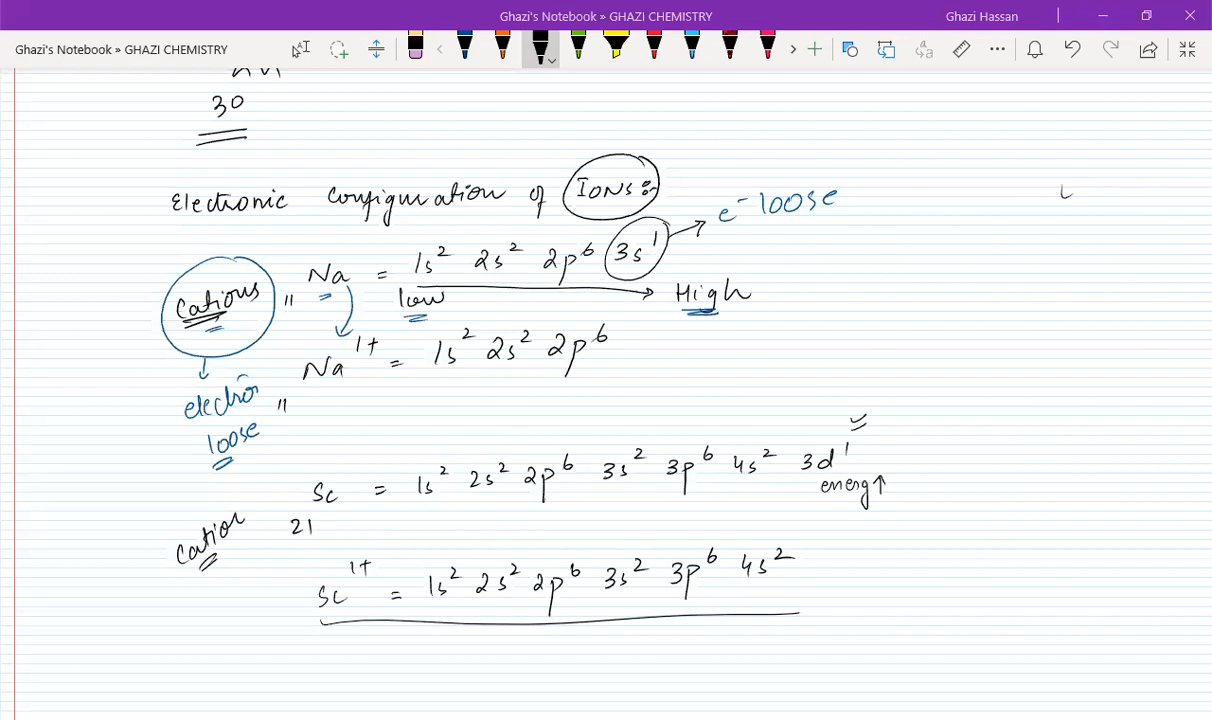 Ghazi's Notebook » GHAZI CHEMISTRY
Ghazi Hassan
Ghazi's Notebook » GHAZI CHEMISTRY
30
Electronic Configuration of IONS:-
e⁻ loose
Na = 1s² 2s² 2p⁶ 3s¹
Cations
low High
Na¹⁺ = 1s² 2s² 2p⁶
electron
loose
Sc = 1s² 2s² 2p⁶ 3s² 3p⁶ 4s² 3d¹
energ↑
21
Cation
Sc¹⁺ = 1s² 2s² 2p⁶ 3s² 3p⁶ 4s²